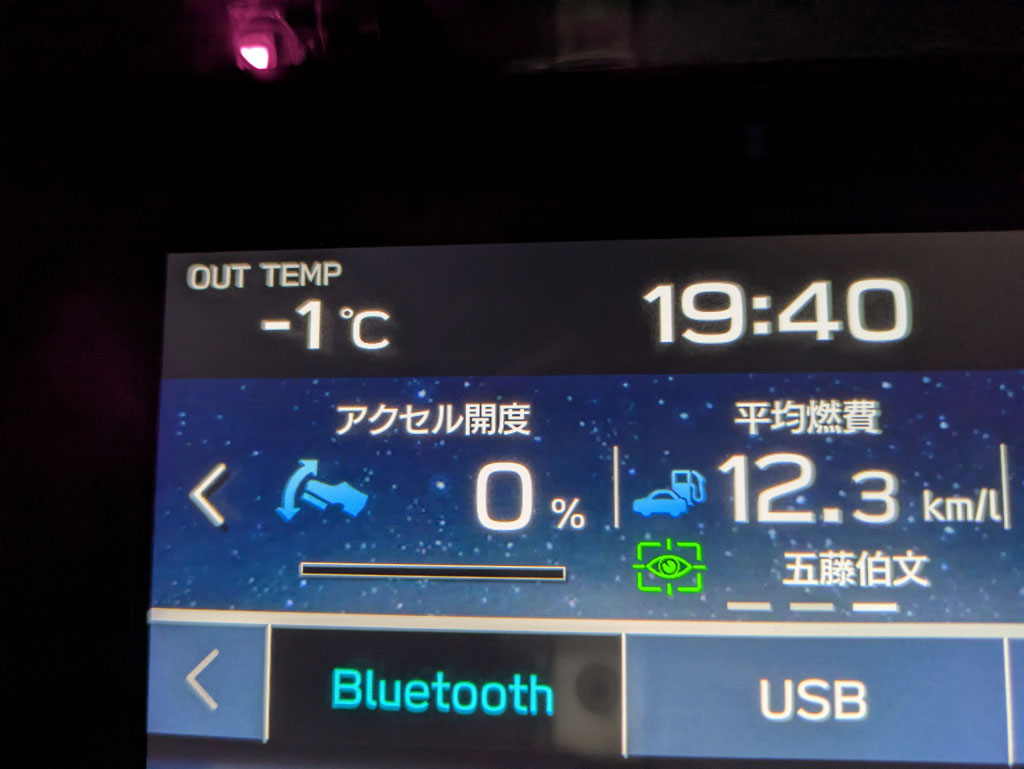 OUT TEMP
-1℃
19:40
アクセル開度
0 %
平均燃費
12.3 km/l
五藤伯文
Bluetooth
USB